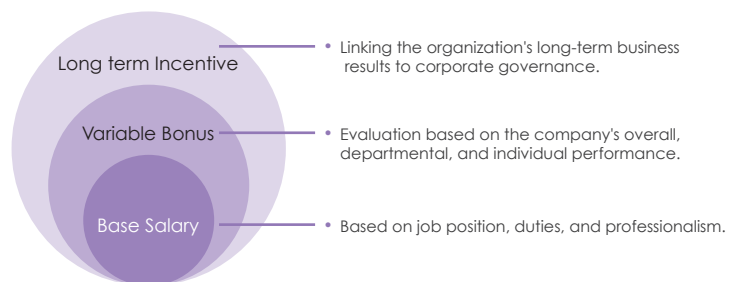 Long term Incentive
• Linking the organization's long-term business
results to corporate governance.
Variable Bonus
• Evaluation based on the company's overall,
departmental, and individual performance.
Base Salary
• Based on job position, duties, and professionalism.